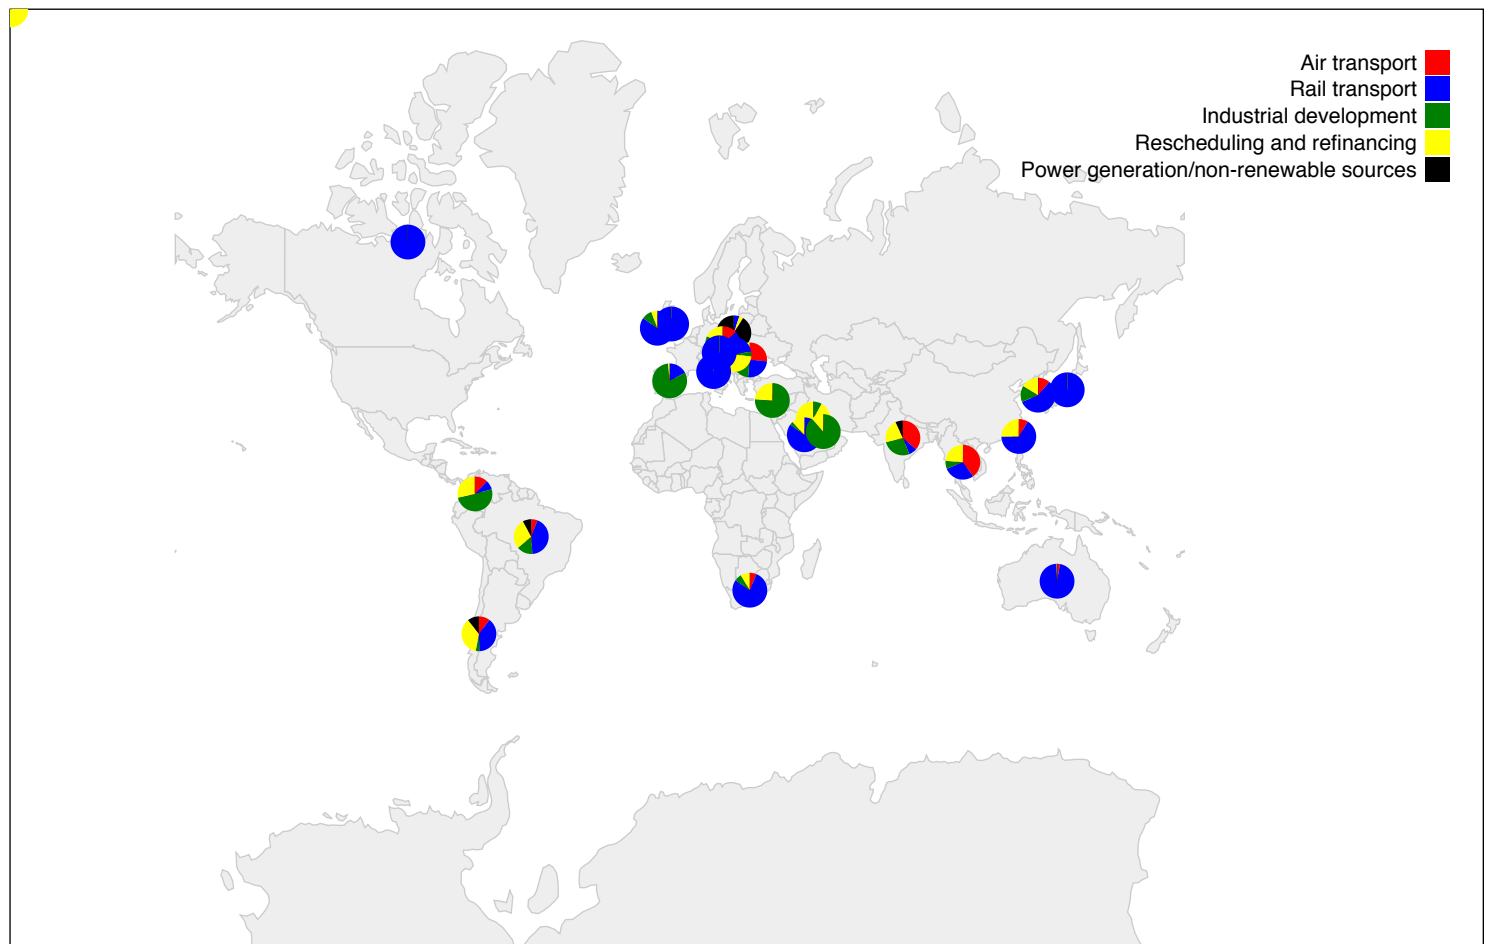 Air transport
Rail transport
Industrial development
Rescheduling and refinancing
Power generation/non-renewable sources